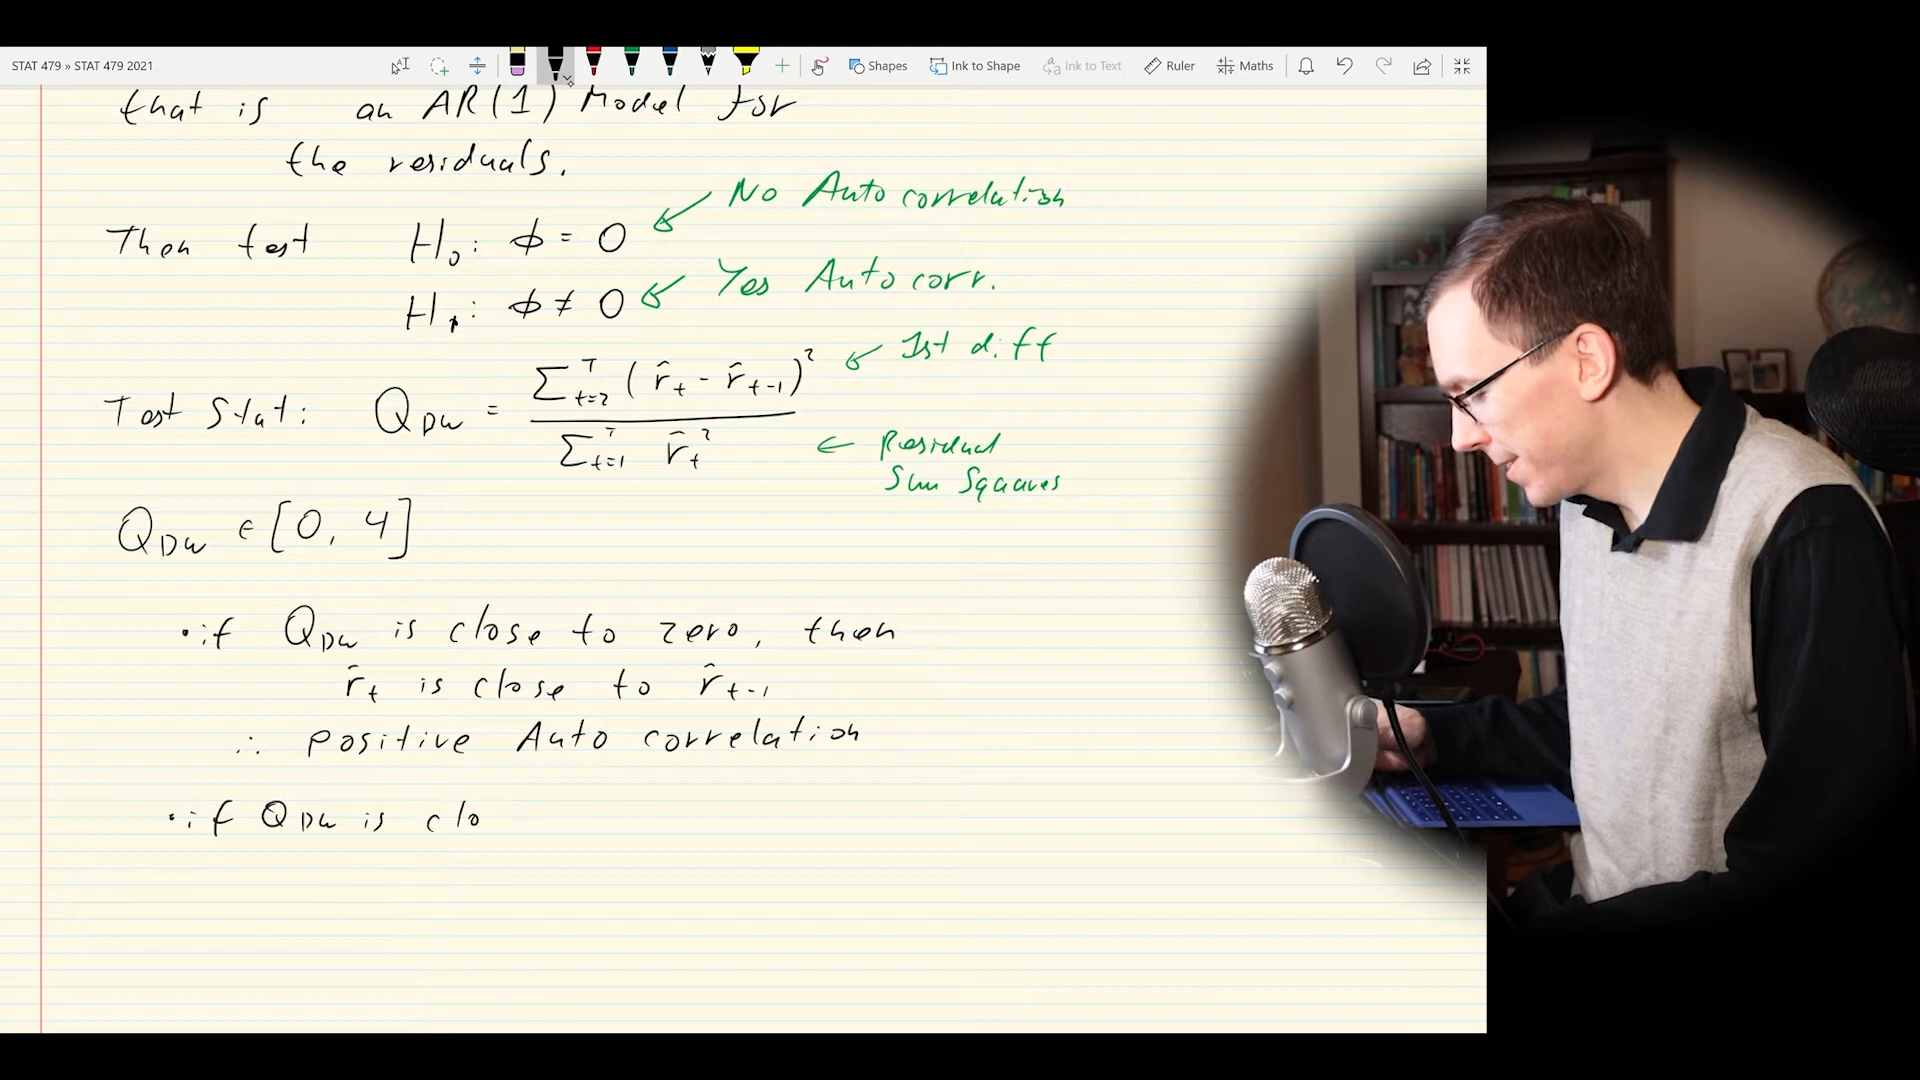 STAT 479 » STAT 479 2021
Shapes
Ink to Shape
Ink to Text
Ruler
Maths
that is an AR(1) Model for
the residuals.
No Auto correlation
Then test H₀: ϕ = 0
H₁: ϕ ≠ 0
Yes Auto corr.
1st diff
Test Stat: Q_DW = ∑_{t=2}^T (r̂_t - r̂_{t-1})² / ∑_{t=1}^T r̂_t²
Residual
Sum Squares
Q_DW ∈ [0, 4]
• if Q_DW is close to zero, then
r̂_t is close to r̂_{t-1}
∴ positive Auto correlation
• if Q_DW is clo